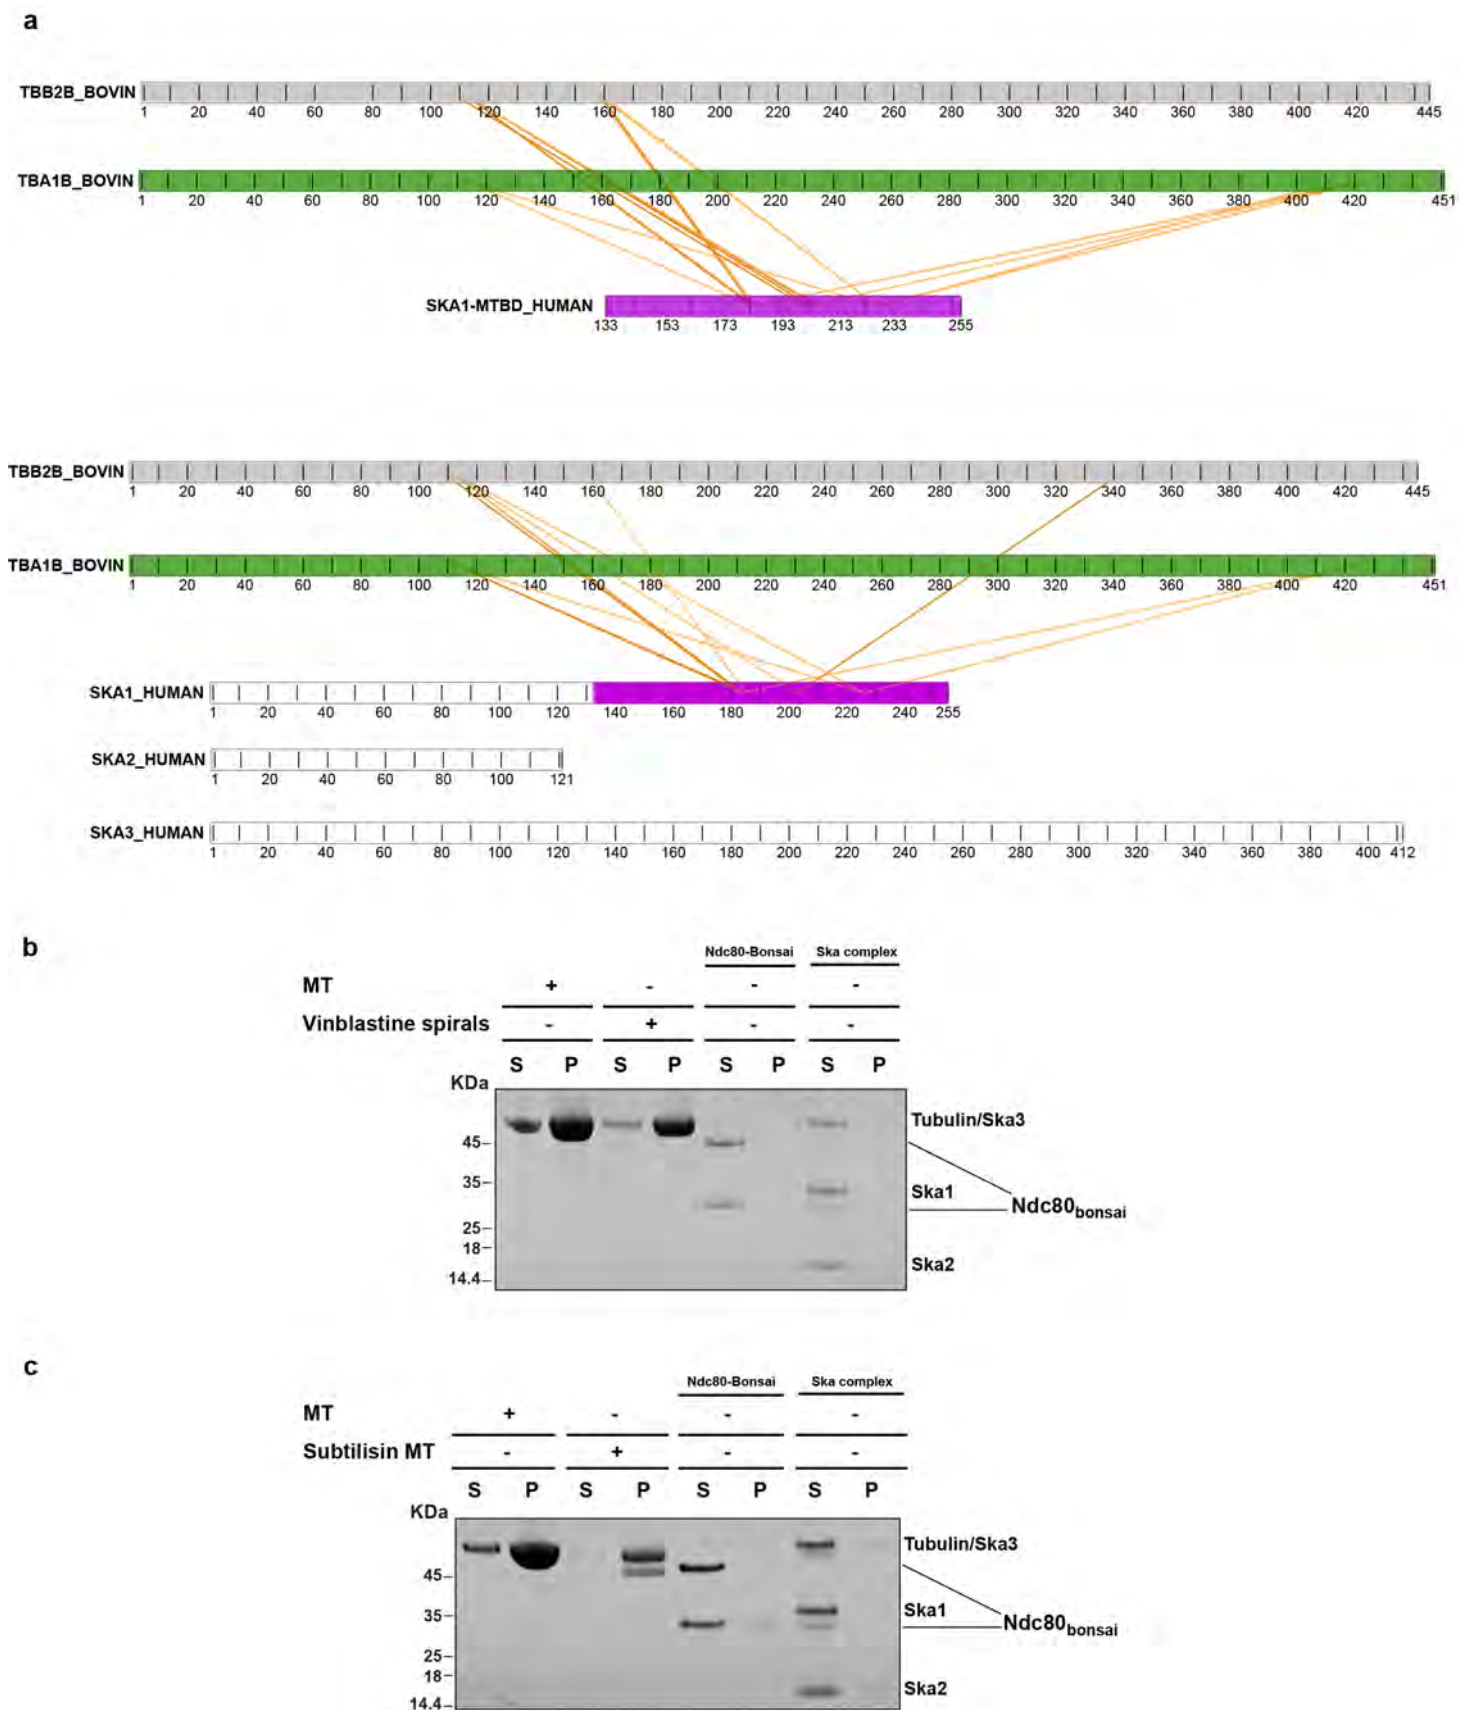 a
TBB2B_BOVIN
1 20 40 60 80 100 120 140 160 180 200 220 240 260 280 300 320 340 360 380 400 420 445
TBA1B_BOVIN
1 20 40 60 80 100 120 140 160 180 200 220 240 260 280 300 320 340 360 380 400 420 451
SKA1-MTBD_HUMAN
133 153 173 193 213 233 255
TBB2B_BOVIN
1 20 40 60 80 100 120 140 160 180 200 220 240 260 280 300 320 340 360 380 400 420 445
TBA1B_BOVIN
1 20 40 60 80 100 120 140 160 180 200 220 240 260 280 300 320 340 360 380 400 420 451
SKA1_HUMAN
1 20 40 60 80 100 120 140 160 180 200 220 240 255
SKA2_HUMAN
1 20 40 60 80 100 121
SKA3_HUMAN
1 20 40 60 80 100 120 140 160 180 200 220 240 260 280 300 320 340 360 380 400 412
b
Ndc80-Bonsai Ska complex
MT + - - -
Vinblastine spirals - + - -
S P S P S P S P
KDa
Tubulin/Ska3
45
35
Ska1
Ndc80bonsai
25
18
Ska2
14.4
c
Ndc80-Bonsai Ska complex
MT + - - -
Subtilisin MT - + - -
S P S P S P S P
KDa
Tubulin/Ska3
45
35
Ska1
Ndc80bonsai
25
18
Ska2
14.4